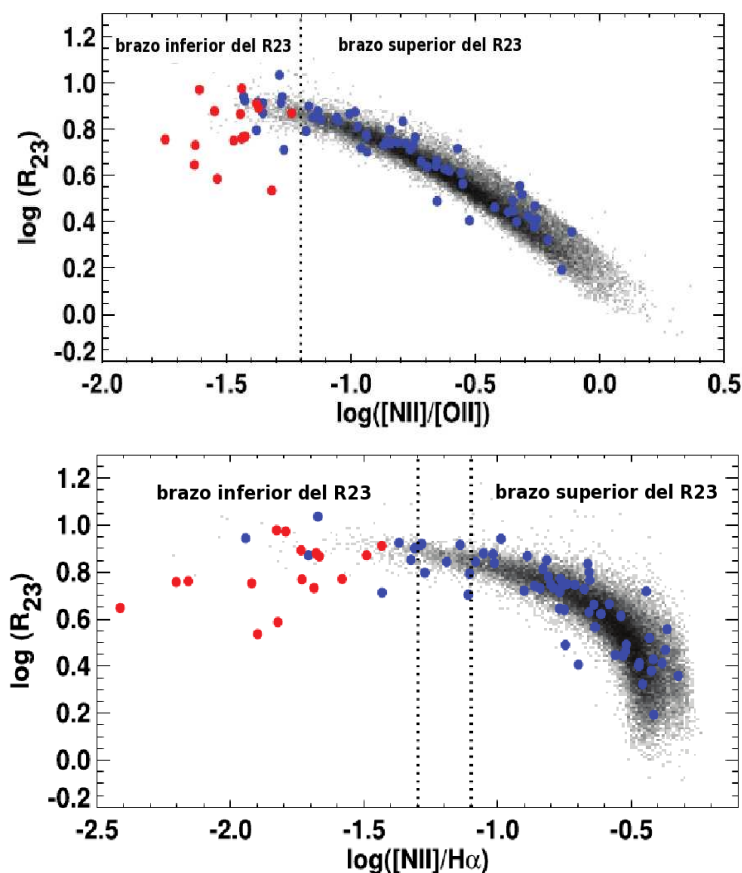 brazo inferior del R23
brazo superior del R23
log (R23)
1.2
1.0
0.8
0.6
0.4
0.2
0.0
-0.2
-2.0 -1.5 -1.0 -0.5 0.0 0.5
log([NII]/[OII])
brazo inferior del R23
brazo superior del R23
log (R23)
1.2
1.0
0.8
0.6
0.4
0.2
0.0
-0.2
-2.5 -2.0 -1.5 -1.0 -0.5
log([NII]/Hα)